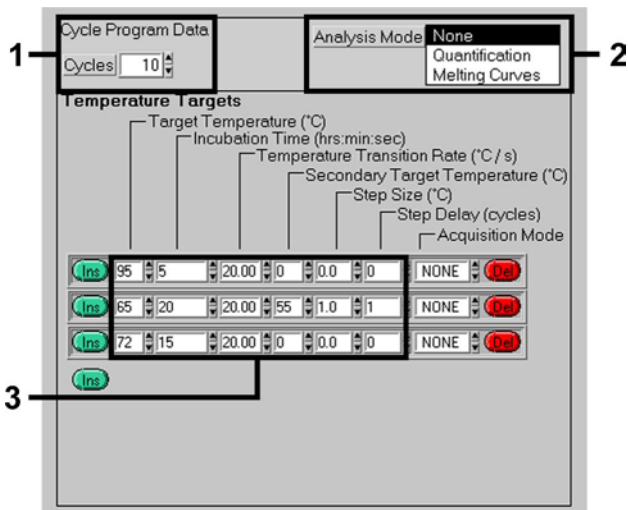 Cycle Program Data
Cycles 10
1
Analysis Mode None
Quantification
Melting Curves
2
Temperature Targets
Target Temperature (°C)
Incubation Time (hrs:min:sec)
Temperature Transition Rate (°C / s)
Secondary Target Temperature (°C)
Step Size (°C)
Step Delay (cycles)
Acquisition Mode
Ins 95 5 20.00 0 0.0 0 NONE Del
Ins 65 20 20.00 55 1.0 1 NONE Del
Ins 72 15 20.00 0 0.0 0 NONE Del
Ins
3